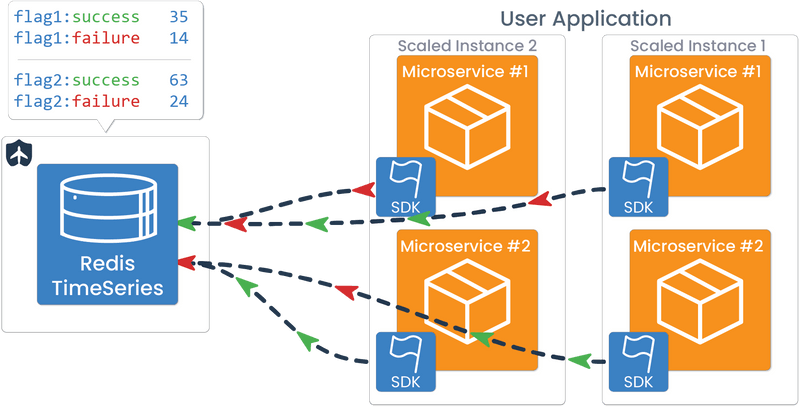 flag1:success 35
flag1:failure 14
flag2:success 63
flag2:failure 24
User Application
Scaled Instance 2
Scaled Instance 1
Microservice #1
Microservice #1
SDK
SDK
Redis
TimeSeries
Microservice #2
Microservice #2
SDK
SDK